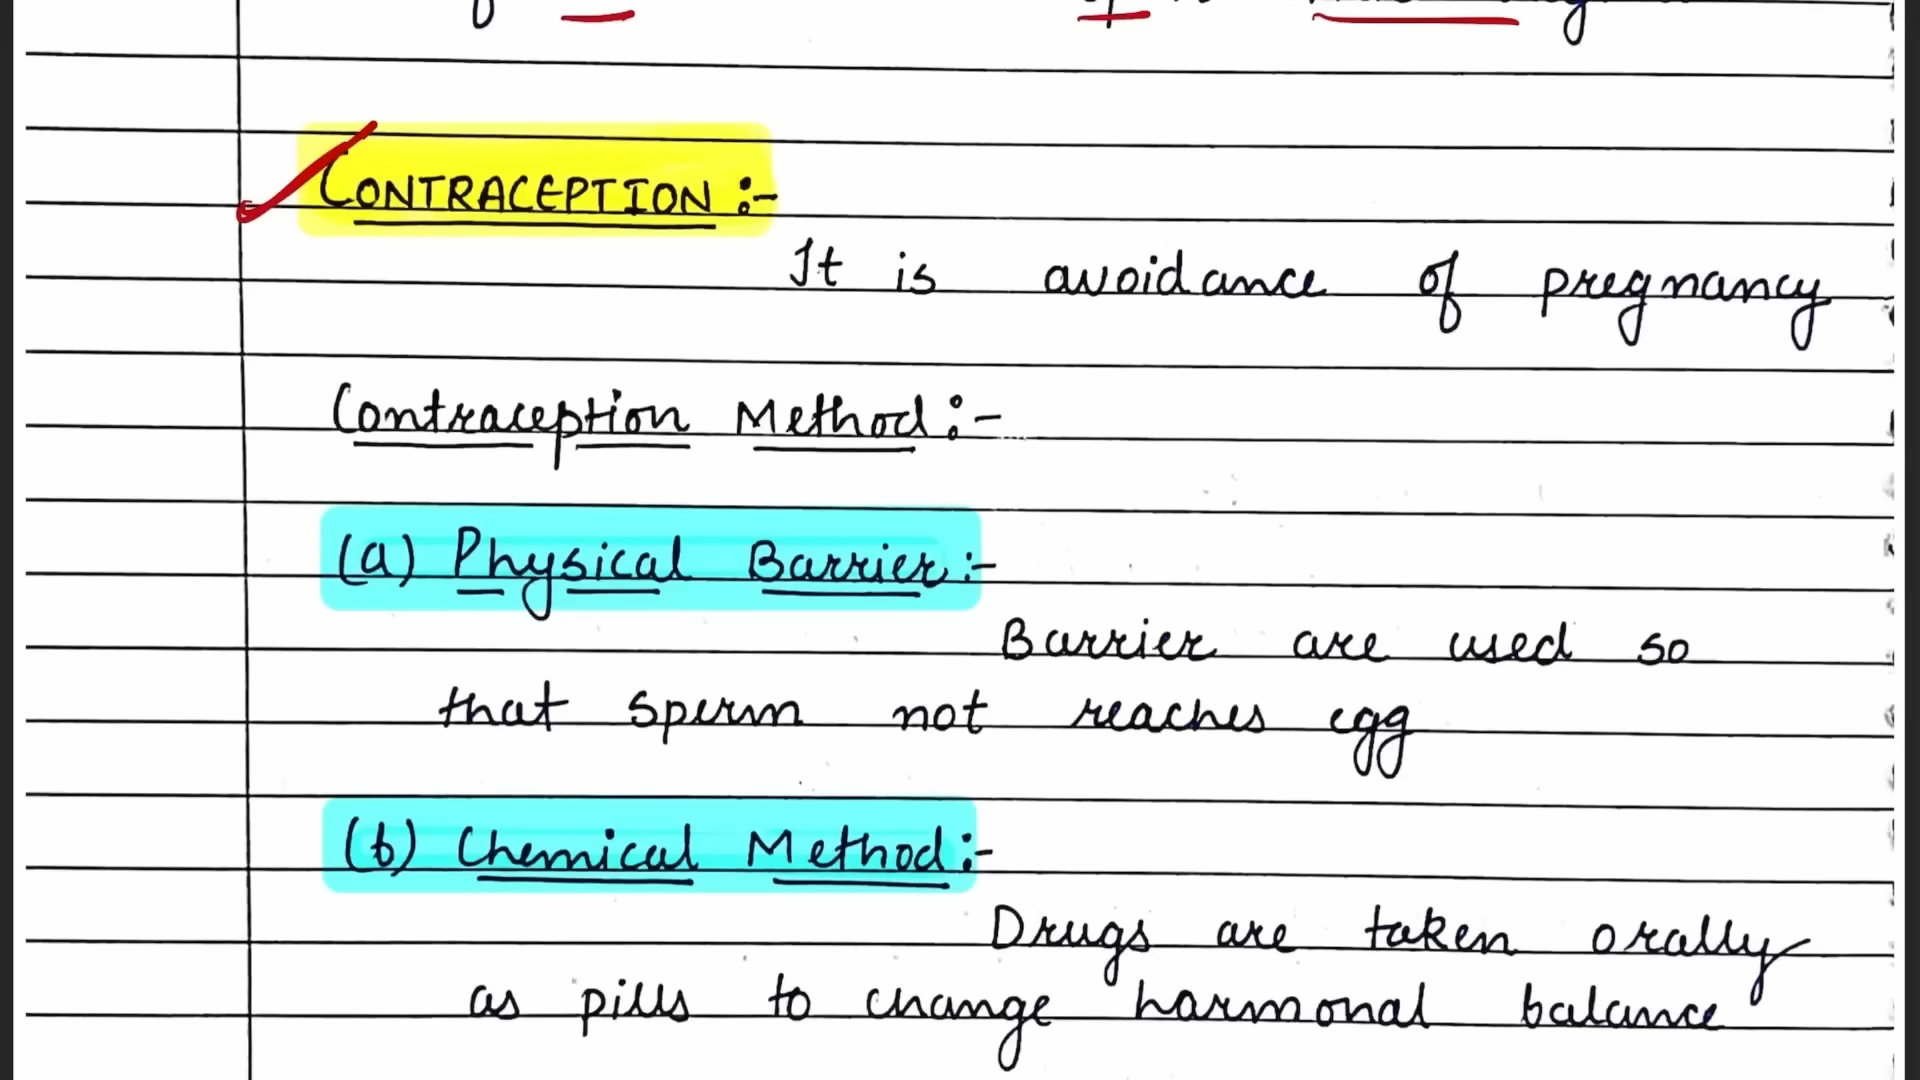 CONTRACEPTION :-
It is avoidance of pregnancy
Contraception Method :-
(a) Physical Barrier :-
Barrier are used so
that sperm not reaches egg
(b) Chemical Method :-
Drugs are taken orally
as pills to change harmonal balance